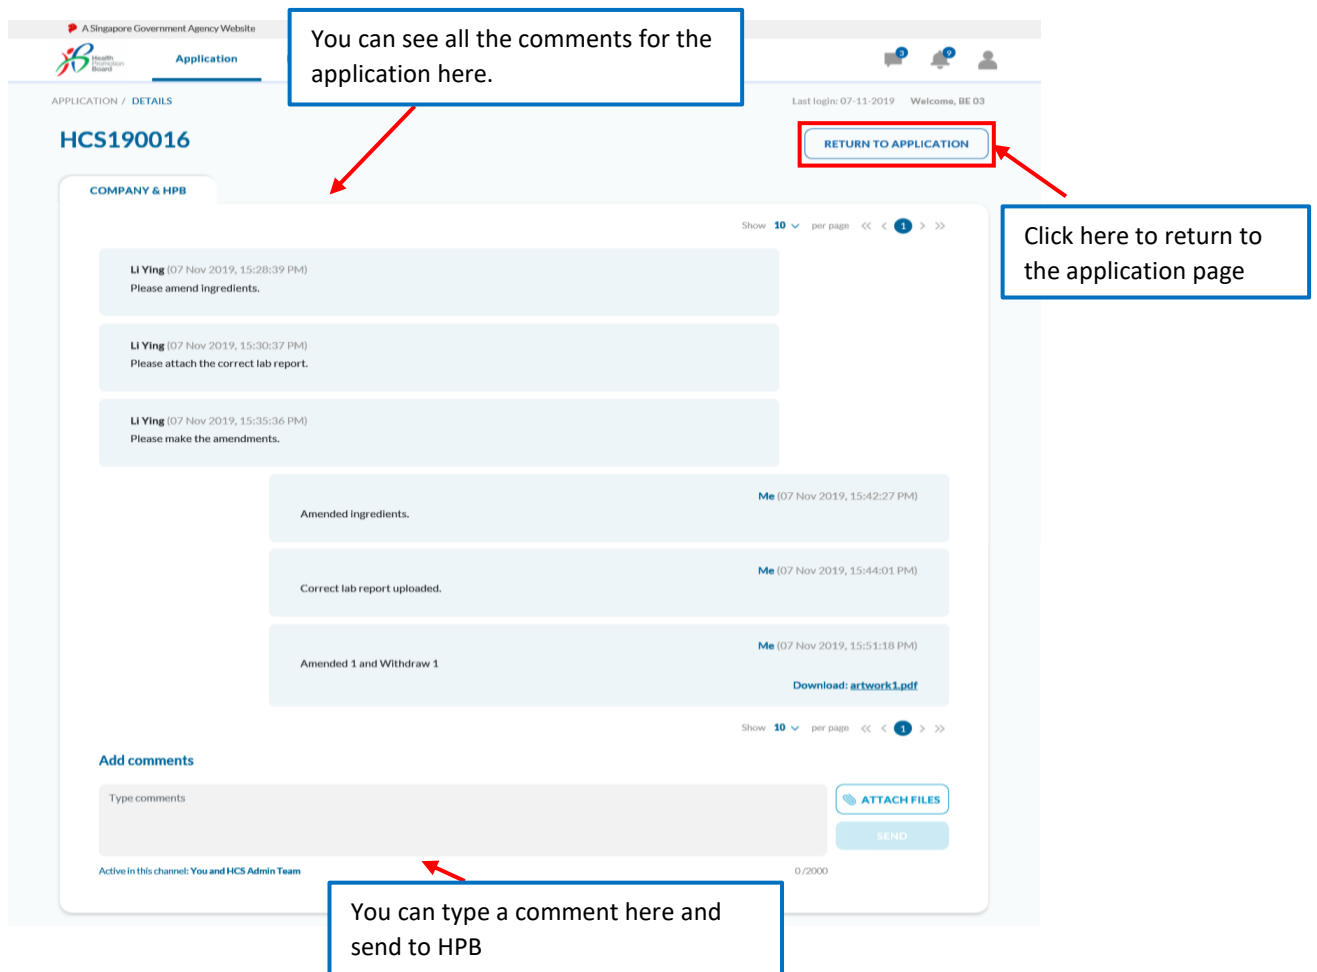 A Singapore Government Agency Website
You can see all the comments for the
application here.
Health
Promotion
Board
Application
3
9
APPLICATION / DETAILS
Last login: 07-11-2019 Welcome, BE 03
HCS190016
RETURN TO APPLICATION
COMPANY & HPB
Click here to return to
the application page
Show 10 per page << < 1 > >>
Li Ying (07 Nov 2019, 15:28:39 PM)
Please amend ingredients.
Li Ying (07 Nov 2019, 15:30:37 PM)
Please attach the correct lab report.
Li Ying (07 Nov 2019, 15:35:36 PM)
Please make the amendments.
Me (07 Nov 2019, 15:42:27 PM)
Amended ingredients.
Me (07 Nov 2019, 15:44:01 PM)
Correct lab report uploaded.
Me (07 Nov 2019, 15:51:18 PM)
Amended 1 and Withdraw 1
Download: artwork1.pdf
Show 10 per page << < 1 > >>
Add comments
Type comments
ATTACH FILES
SEND
Active in this channel: You and HCS Admin Team
0/2000
You can type a comment here and
send to HPB